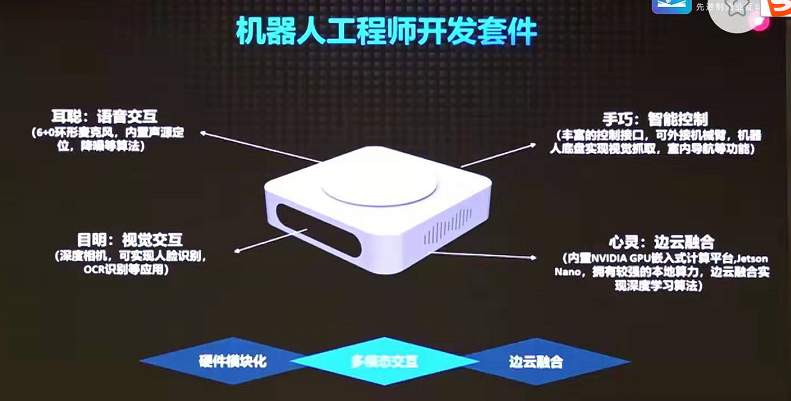 先进制造业
机器人工程师开发套件
耳聪：语音交互
（6+0环形麦克风，内置声源定
位，降噪等算法）
手巧：智能控制
（丰富的控制接口，可外接机械臂，机器
人底盘实现视觉抓取，室内导航等功能）
目明：视觉交互
（深度相机，可实现人脸识别，
OCR识别等应用）
心灵：边云融合
（内置NVIDIA GPU嵌入式计算平台,Jetson
Nano，拥有较强的本地算力，边云融合实
现深度学习算法）
硬件模块化
多模态交互
边云融合